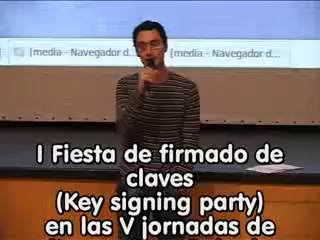 [media - Navegador d...
[media - Navegador d...
I Fiesta de firmado de
claves
(Key signing party)
en las V jornadas de